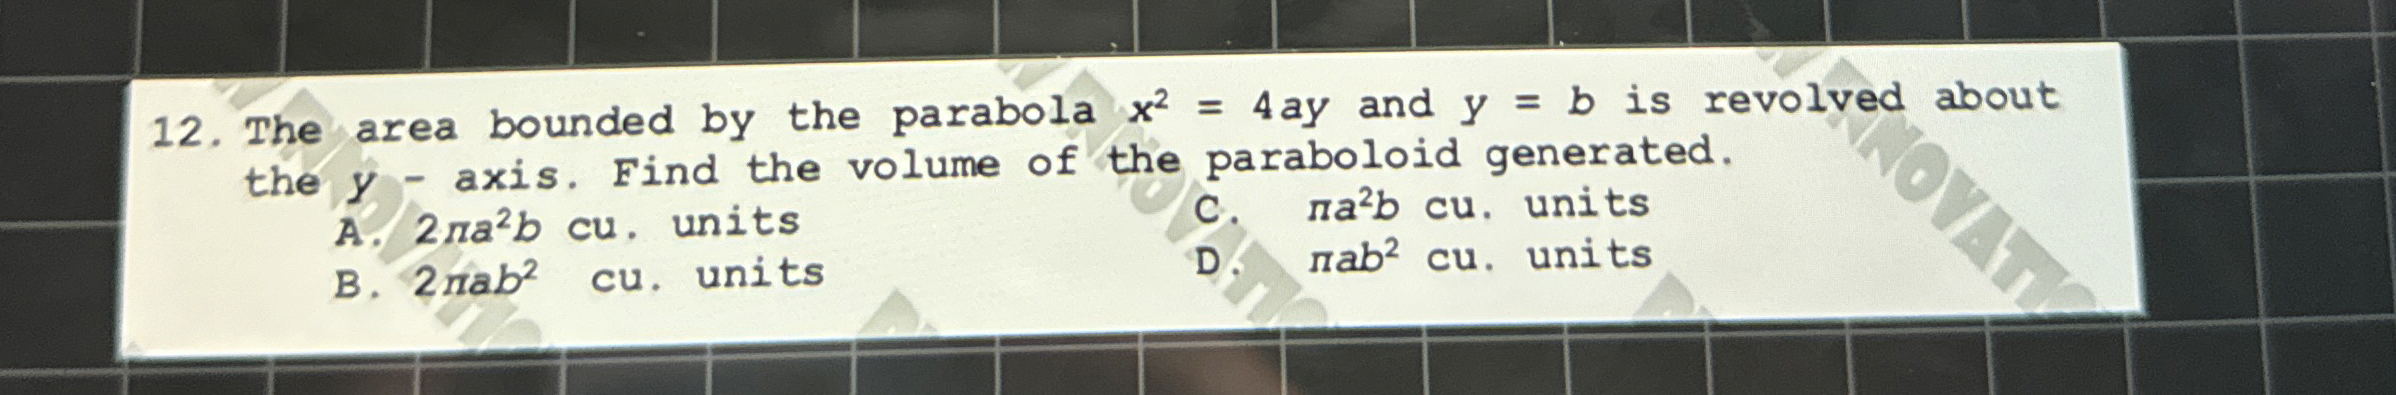 12. The area bounded by the parabola x² = 4ay and y = b is revolved about
the y - axis. Find the volume of the paraboloid generated.
A. 2πa²b cu. units C. πa²b cu. units
B. 2πab² cu. units D. πab² cu. units